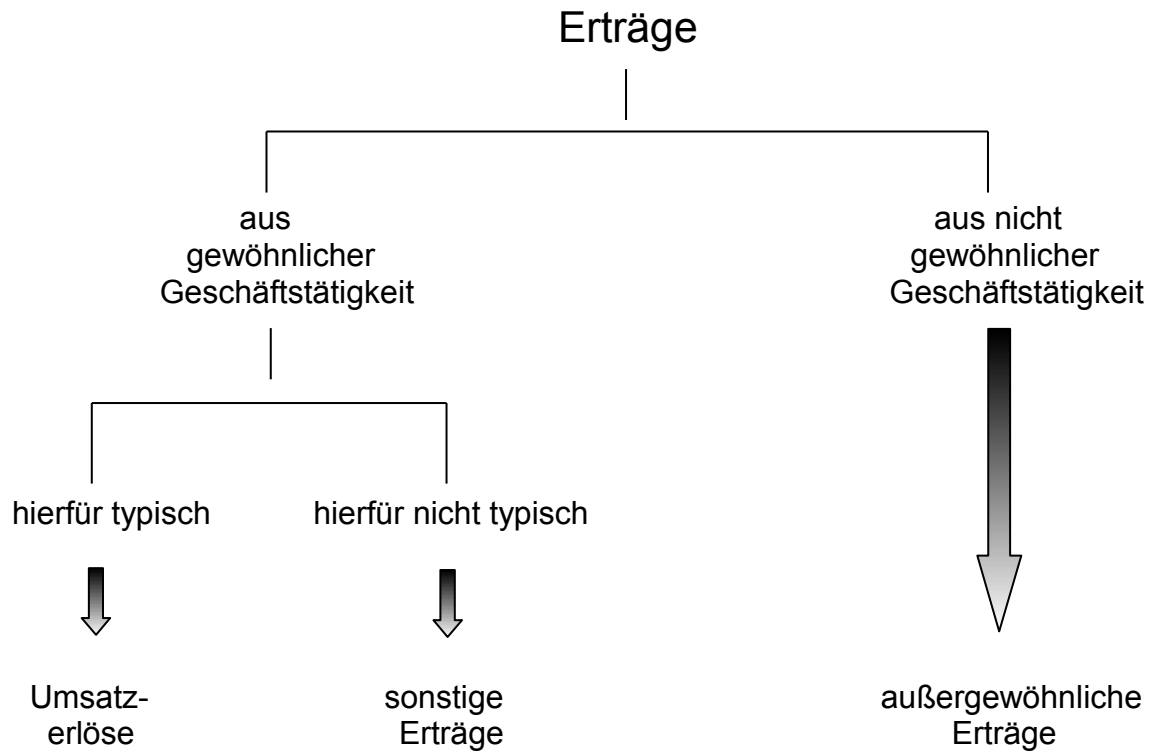 Erträge
aus
gewöhnlicher
Geschäftstätigkeit
aus nicht
gewöhnlicher
Geschäftstätigkeit
hierfür typisch
hierfür nicht typisch
Umsatz-
erlöse
sonstige
Erträge
außergewöhnliche
Erträge